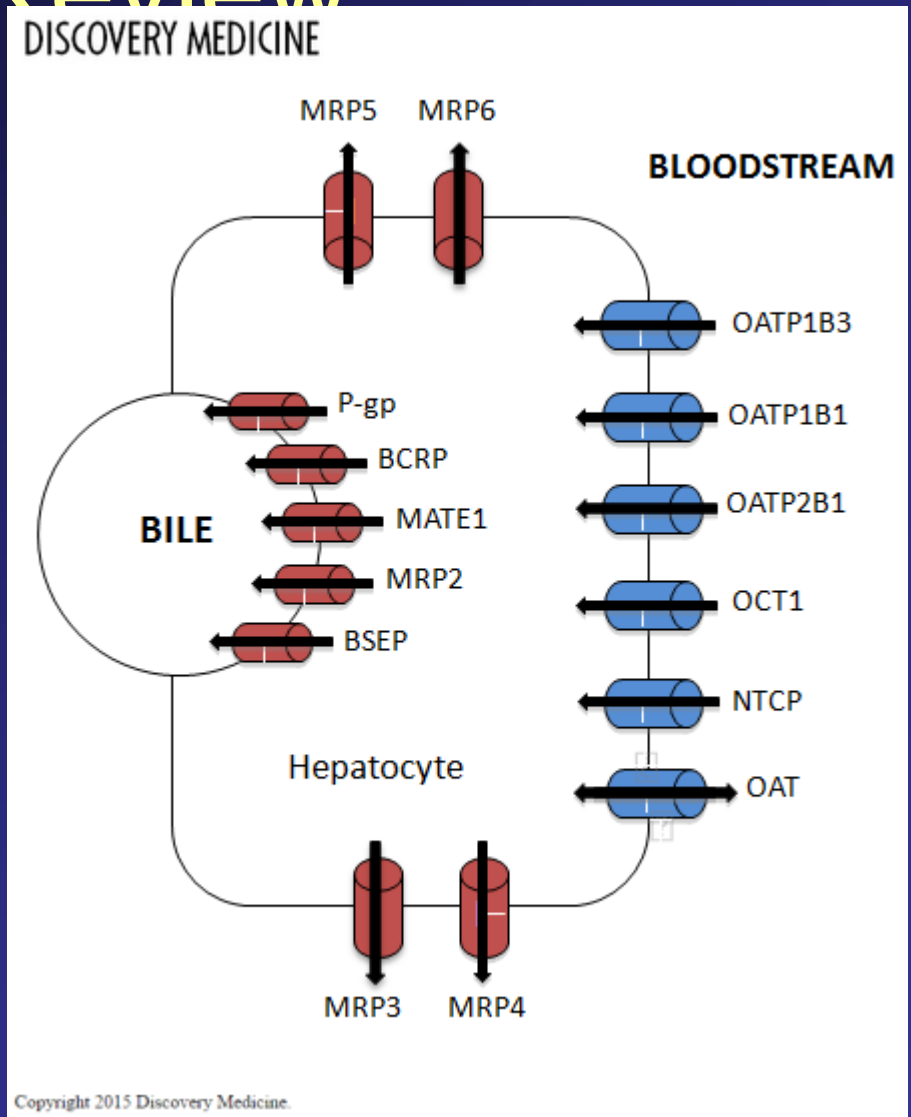 DISCOVERY MEDICINE
MRP5 MRP6
BLOODSTREAM
OATP1B3
P-gp
OATP1B1
BCRP
OATP2B1
MATE1
BILE
MRP2
OCT1
BSEP
NTCP
Hepatocyte
OAT
MRP3 MRP4
Copyright 2015 Discovery Medicine.